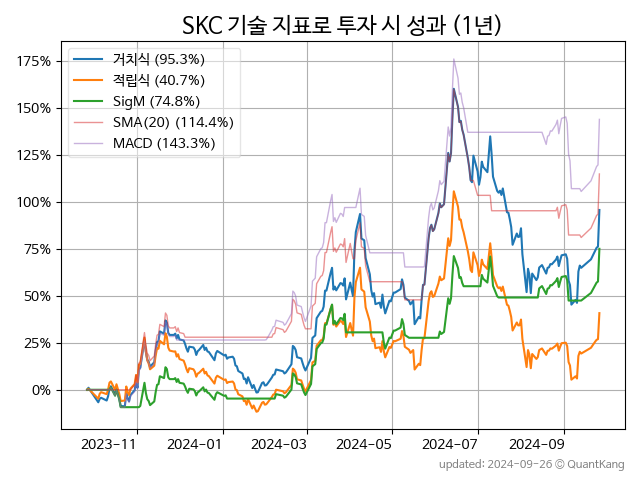 SKC 기술 지표로 투자 시 성과 (1년)
거치식 (95.3%)
적립식 (40.7%)
SigM (74.8%)
SMA(20) (114.4%)
MACD (143.3%)
175%
150%
125%
100%
75%
50%
25%
0%
2023-11 2024-01 2024-03 2024-05 2024-07 2024-09
updated: 2024-09-26 © QuantKang